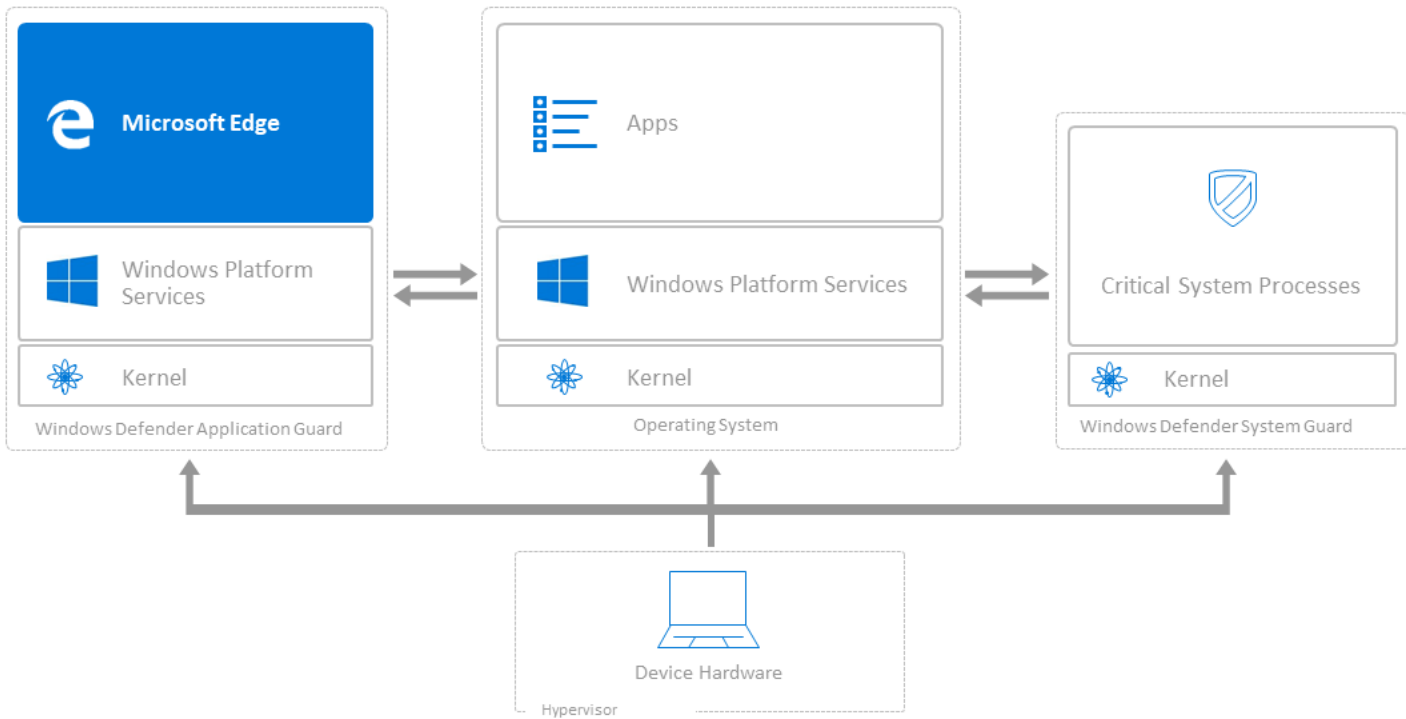 Microsoft Edge
Windows Platform
Services
Kernel
Windows Defender Application Guard
Apps
Windows Platform Services
Kernel
Operating System
Critical System Processes
Kernel
Windows Defender System Guard
Device Hardware
Hypervisor